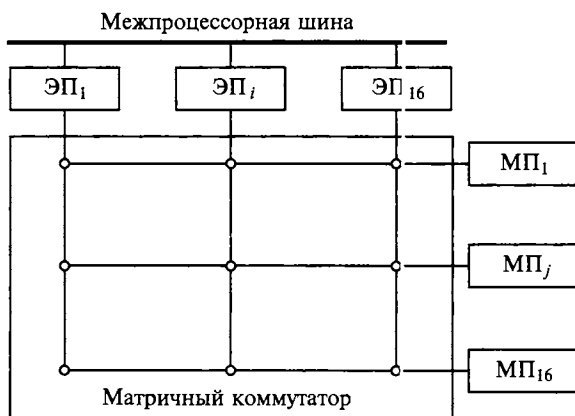 Межпроцессорная шина
ЭП₁
ЭП𝑖
ЭП₁₆
МП₁
МП𝑗
МП₁₆
Матричный коммутатор